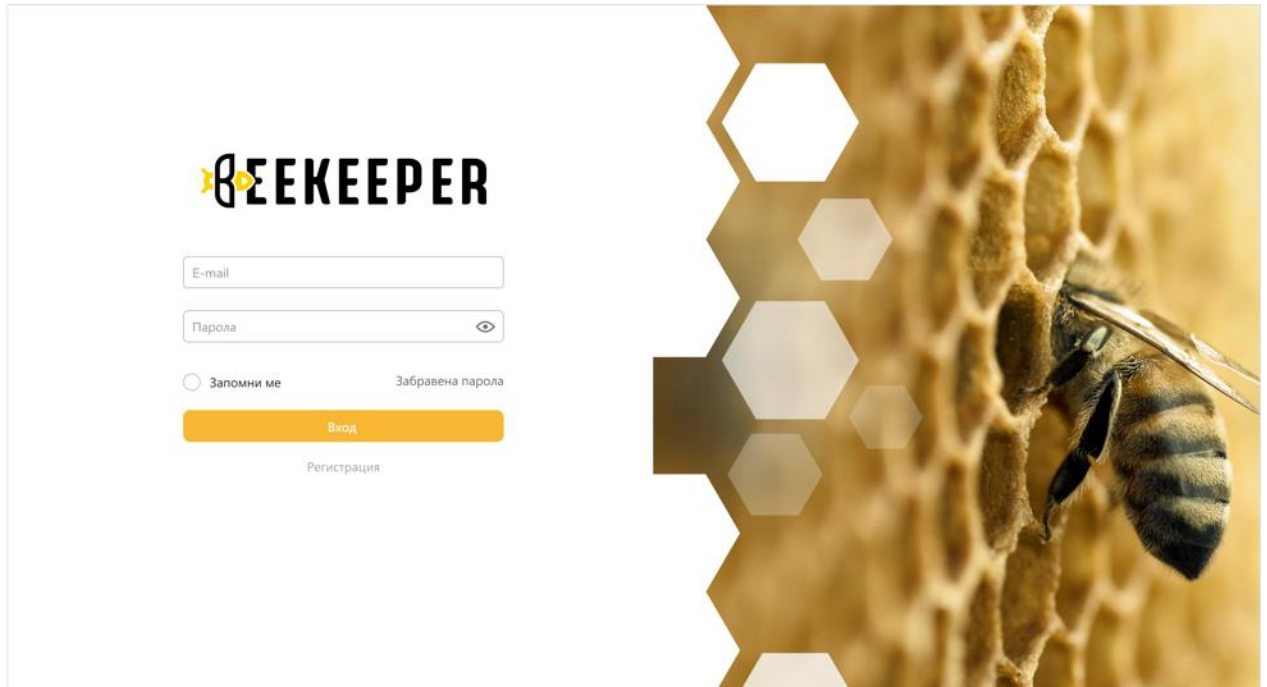 BEEKEEPER
E-mail
Парола
Запомни ме
Забравена парола
Вход
Регистрация